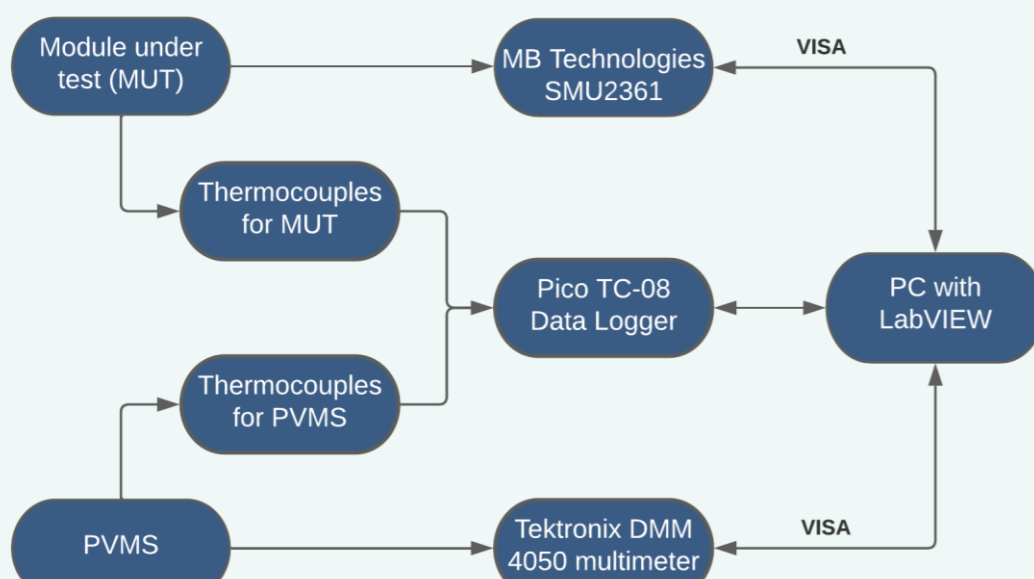 Module under
test (MUT)
MB Technologies
SMU2361
VISA
Thermocouples
for MUT
Pico TC-08
Data Logger
PC with
LabVIEW
Thermocouples
for PVMS
PVMS
Tektronix DMM
4050 multimeter
VISA